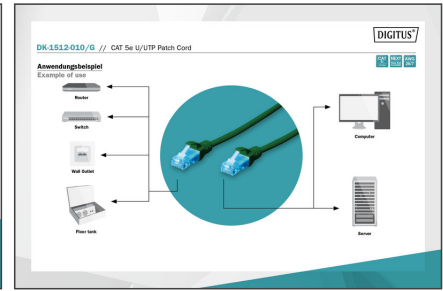 DIGITUS®
DK-1512-010/G // CAT 5e U/UTP Patch Cord
Anwendungsbeispiel
Example of use
Router
Switch
Wall Outlet
Floor tank
Computer
Server